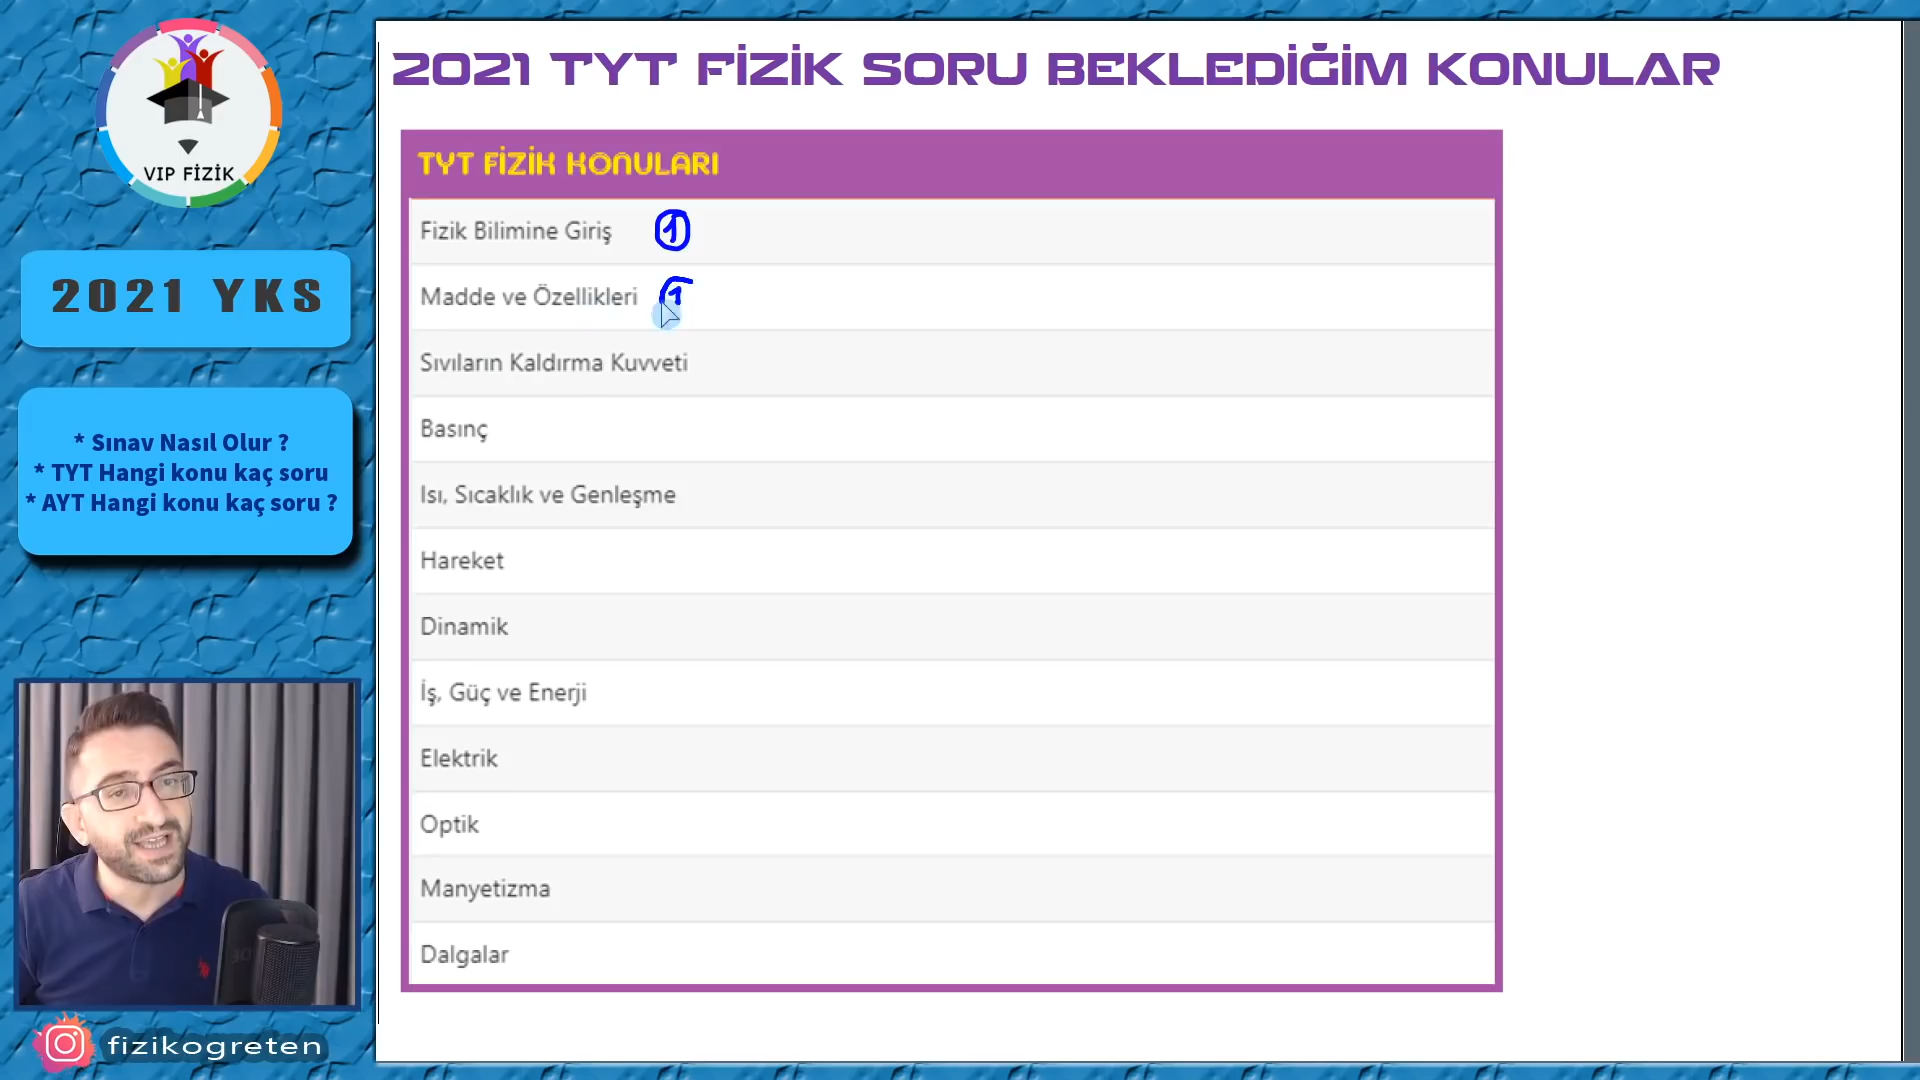 VIP FİZİK
2021 YKS
* Sınav Nasıl Olur ?
* TYT Hangi konu kaç soru
* AYT Hangi konu kaç soru ?
fizikogreten
2021 TYT FİZİK SORU BEKLEDİĞİM KONULAR
TYT FİZİK KONULARI
Fizik Bilimine Giriş 1
Madde ve Özellikleri 1
Sıvıların Kaldırma Kuvveti
Basınç
Isı, Sıcaklık ve Genleşme
Hareket
Dinamik
İş, Güç ve Enerji
Elektrik
Optik
Manyetizma
Dalgalar